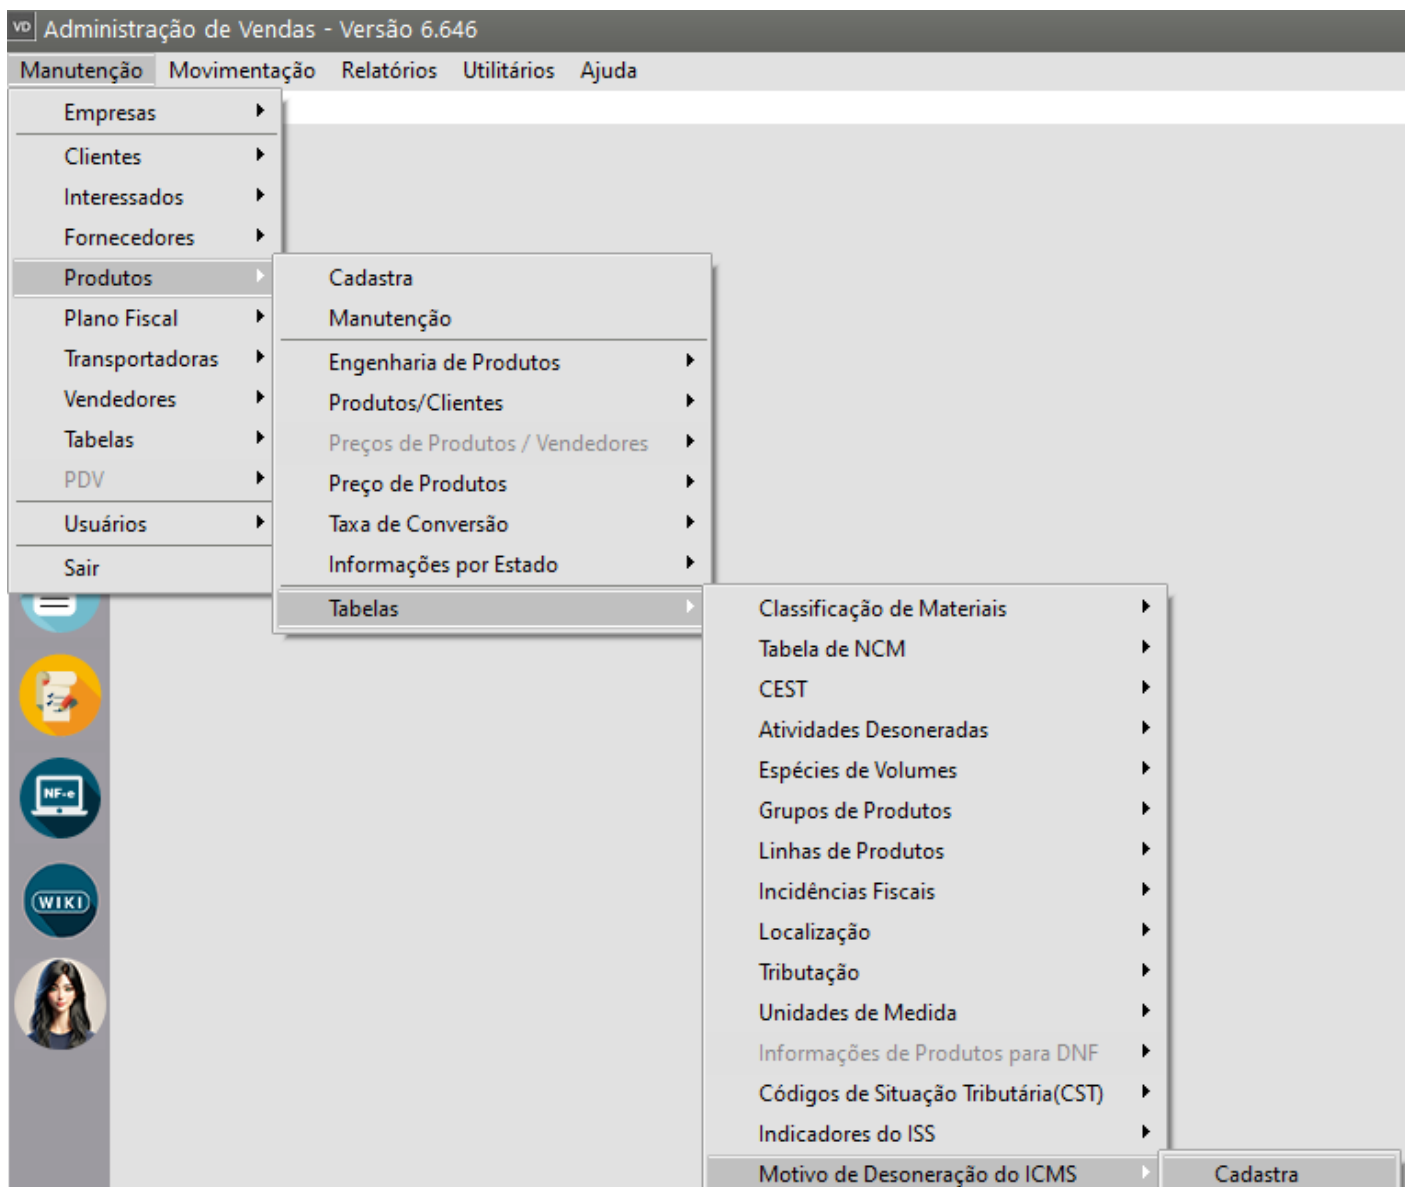 VD Administração de Vendas - Versão 6.646
Manutenção Movimentação Relatórios Utilitários Ajuda
Empresas
Clientes
Interessados
Fornecedores
Produtos
Plano Fiscal
Transportadoras
Vendedores
Tabelas
PDV
Usuários
Sair
Cadastra
Manutenção
Engenharia de Produtos
Produtos/Clientes
Preços de Produtos / Vendedores
Preço de Produtos
Taxa de Conversão
Informações por Estado
Tabelas
Classificação de Materiais
Tabela de NCM
CEST
Atividades Desoneradas
Espécies de Volumes
Grupos de Produtos
Linhas de Produtos
Incidências Fiscais
Localização
Tributação
Unidades de Medida
Informações de Produtos para DNF
Códigos de Situação Tributária(CST)
Indicadores do ISS
Motivo de Desoneração do ICMS
Cadastra
NF-e
WIKI